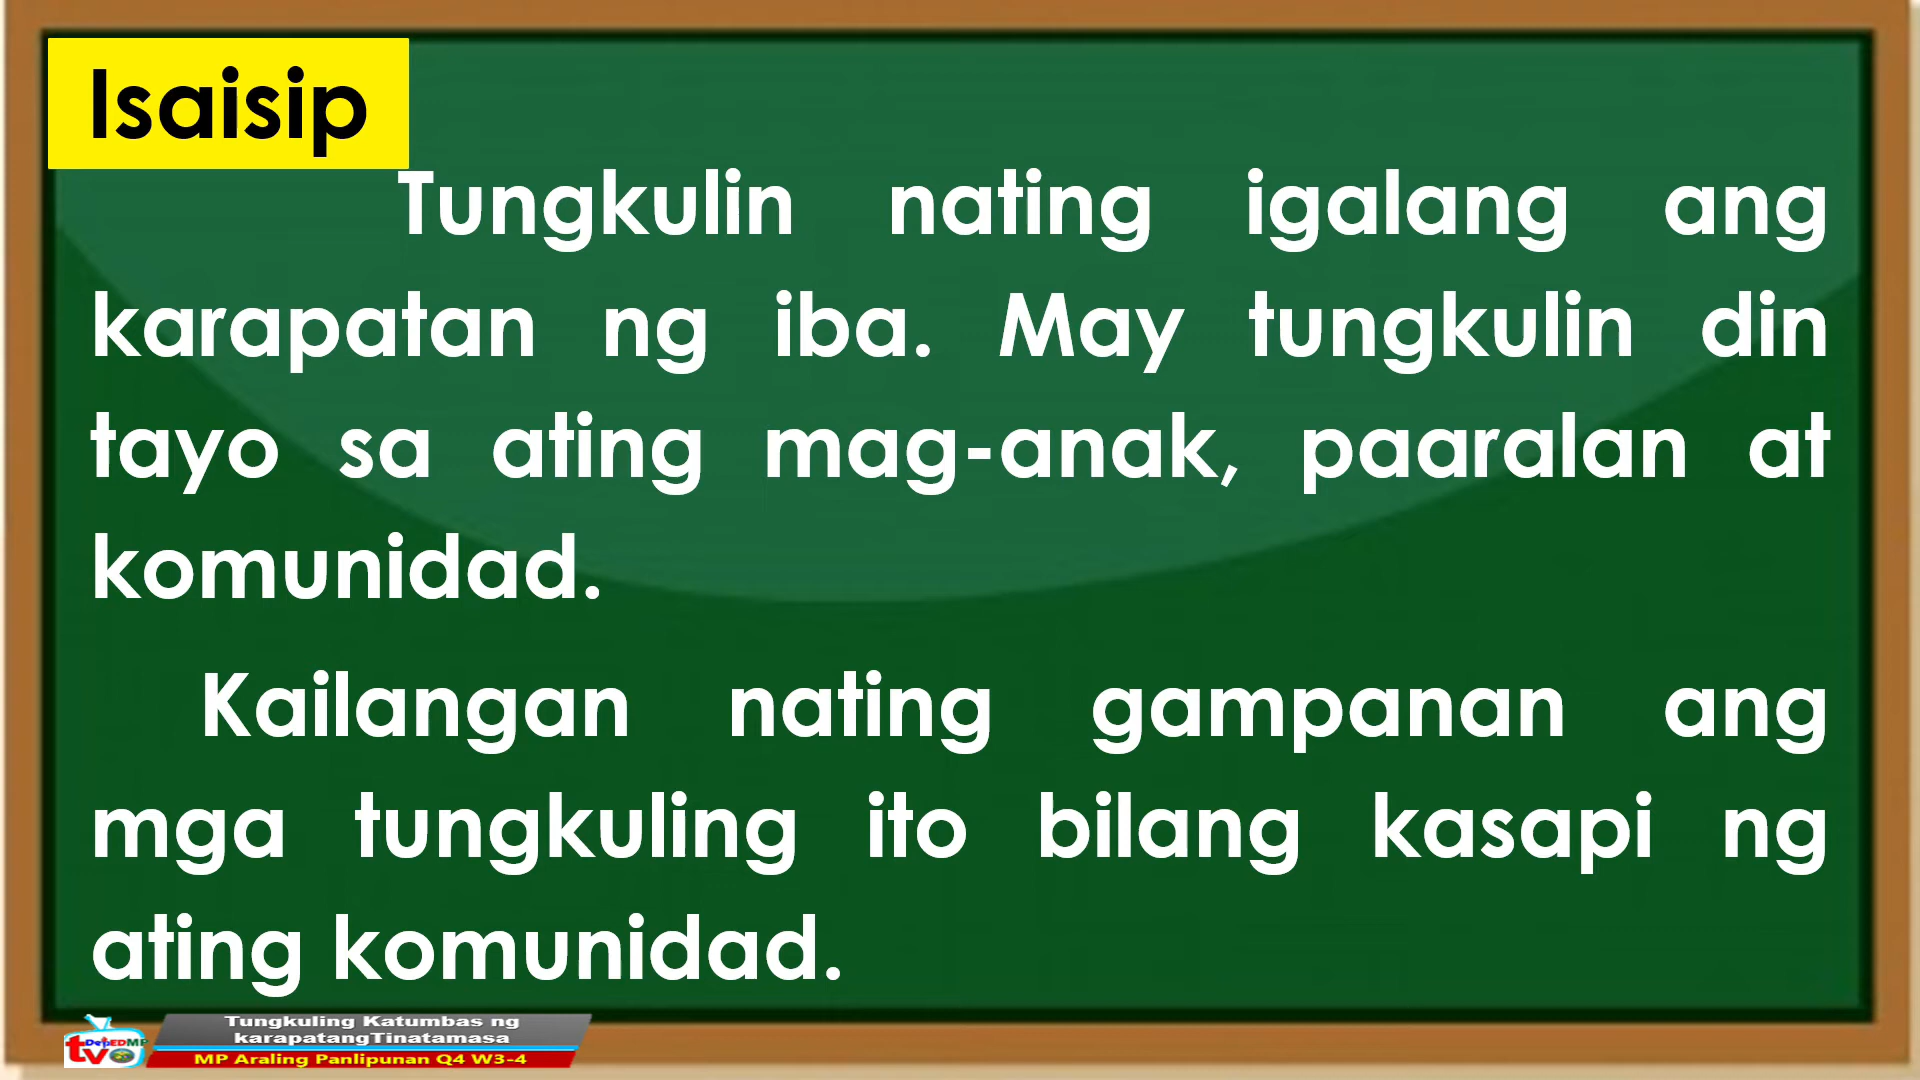 Isaisip
Tungkulin nating igalang ang
karapatan ng iba. May tungkulin din
tayo sa ating mag-anak, paaralan at
komunidad.
Kailangan nating gampanan ang
mga tungkuling ito bilang kasapi ng
ating komunidad.
Tungkuling Katumbas ng
karapatangTinatamasa
MP Araling Panlipunan Q4 W3-4
DepEDMP
tv